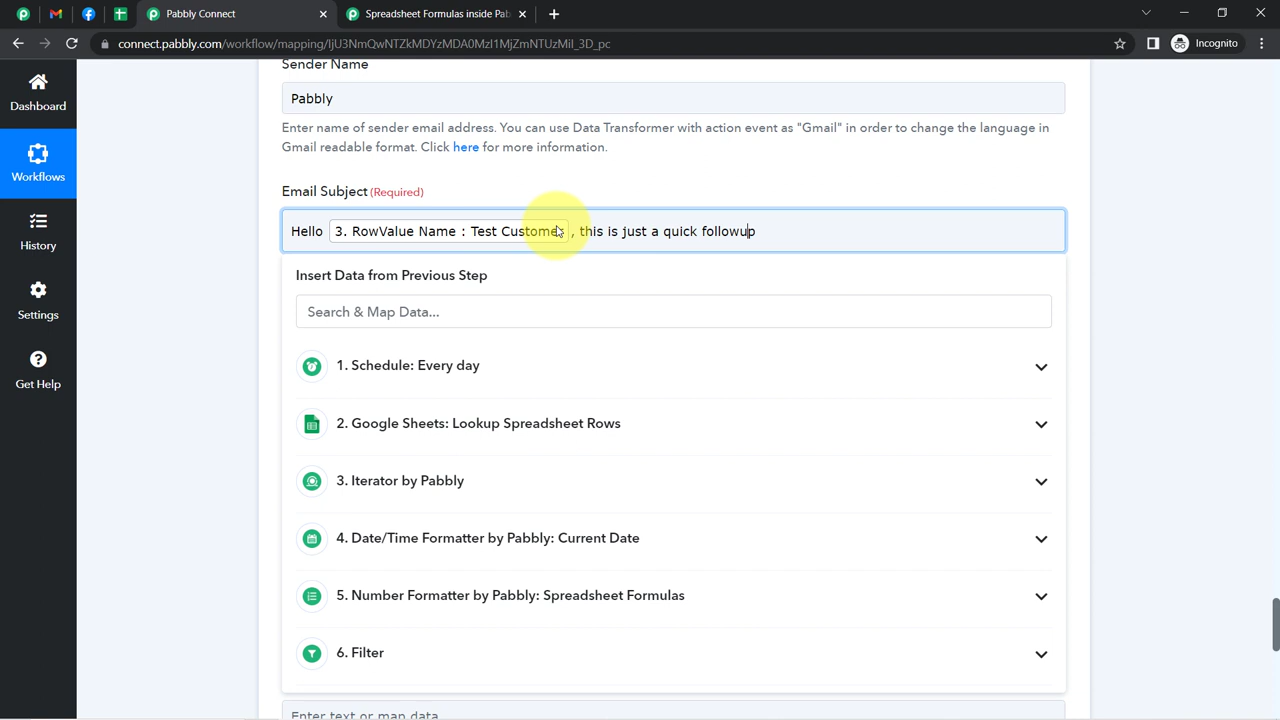 Pabbly Connect
Spreadsheet Formulas inside Pab
connect.pabbly.com/workflow/mapping/IjU3NmQwNTZkMDYzMDA0MzI1MjZmNTUzMiI_3D_pc
Incognito
Dashboard
Workflows
History
Settings
Get Help
Sender Name
Pabbly
Enter name of sender email address. You can use Data Transformer with action event as "Gmail" in order to change the language in
Gmail readable format. Click here for more information.
Email Subject (Required)
Hello 3. RowValue Name : Test Customer , this is just a quick followup
Insert Data from Previous Step
Search & Map Data...
1. Schedule: Every day
2. Google Sheets: Lookup Spreadsheet Rows
3. Iterator by Pabbly
4. Date/Time Formatter by Pabbly: Current Date
5. Number Formatter by Pabbly: Spreadsheet Formulas
6. Filter
Enter text or map data